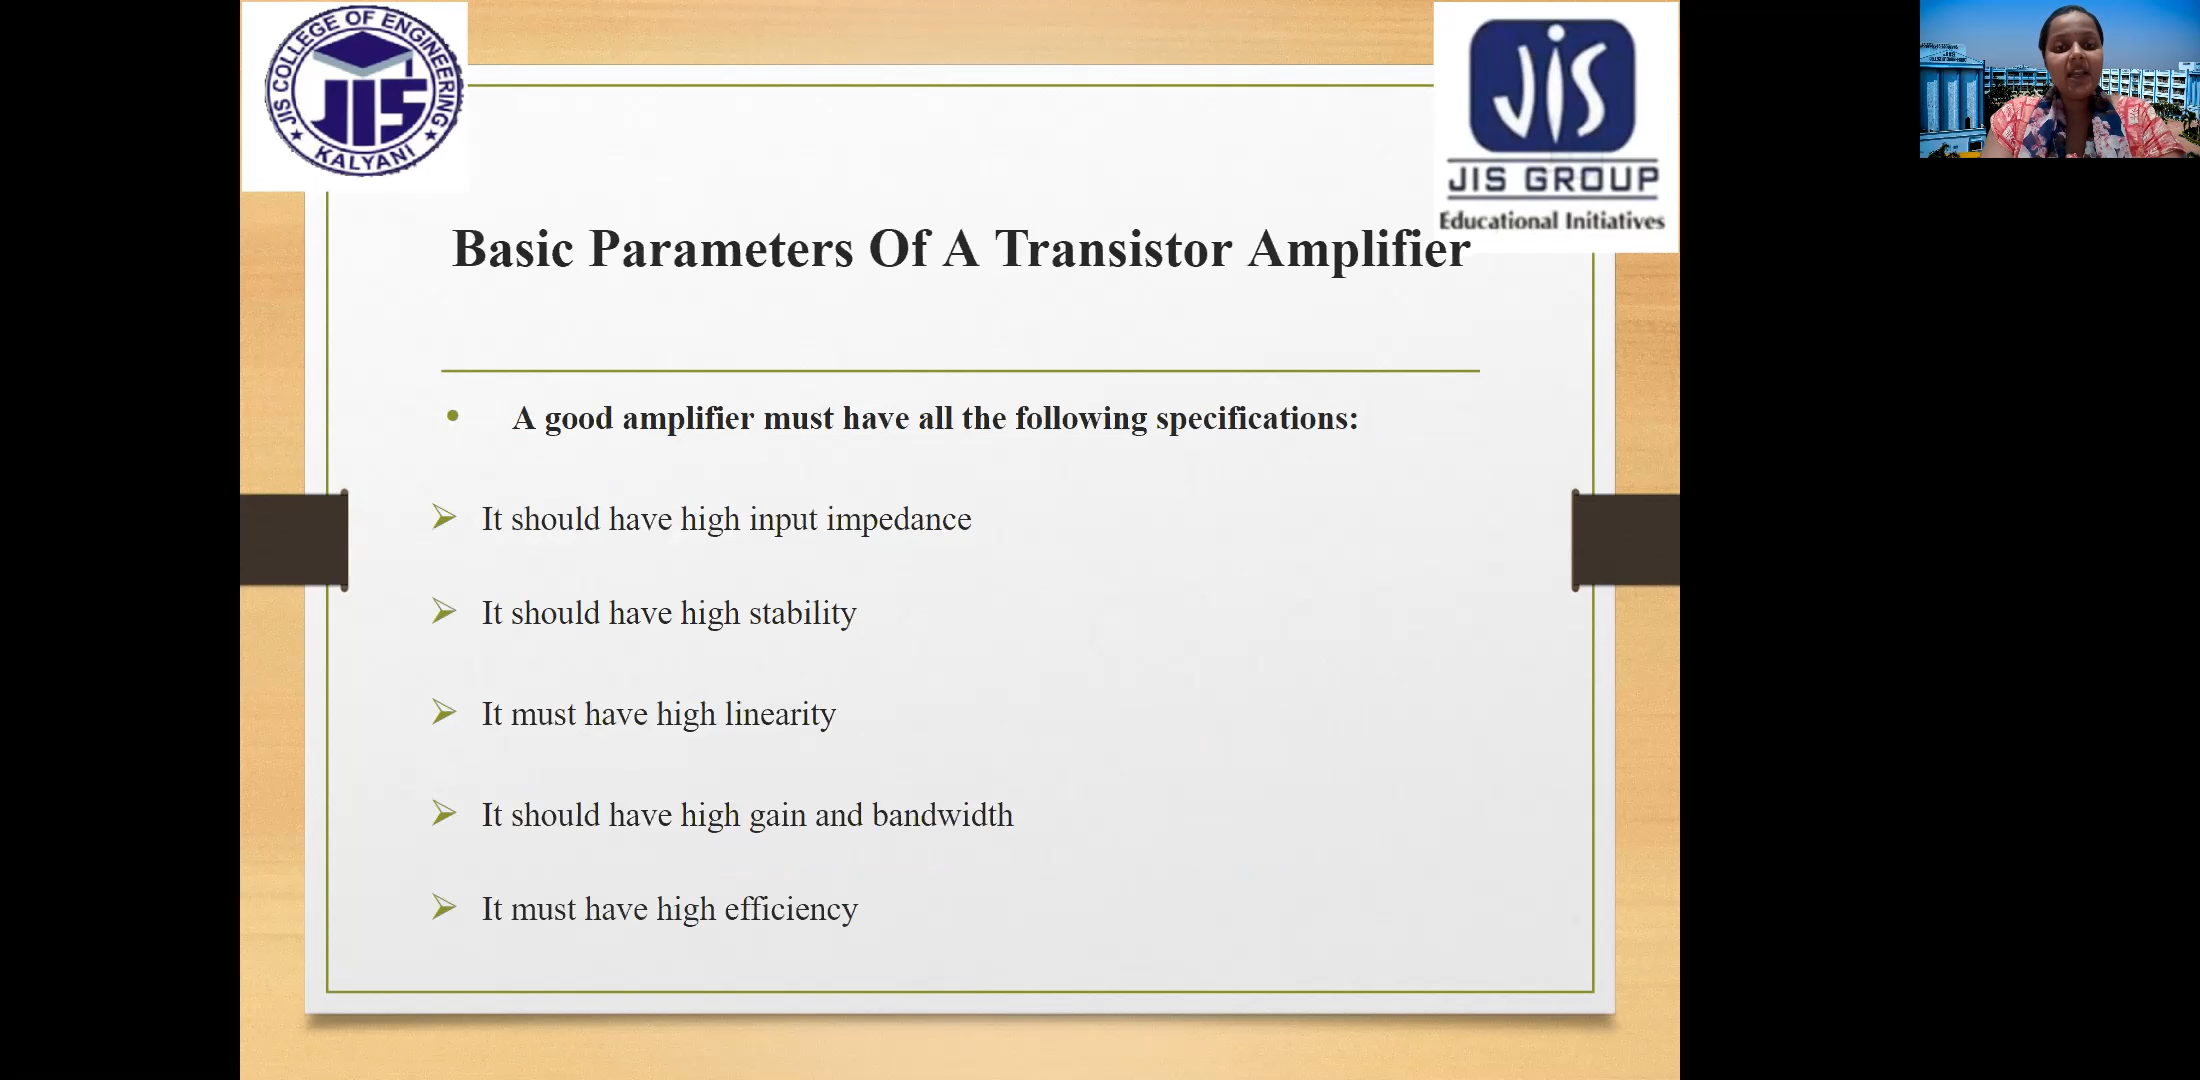 JIS COLLEGE OF ENGINEERING
JIS
KALYANI
JIS
JIS GROUP
Educational Initiatives
Basic Parameters Of A Transistor Amplifier
• A good amplifier must have all the following specifications:
It should have high input impedance
It should have high stability
It must have high linearity
It should have high gain and bandwidth
It must have high efficiency